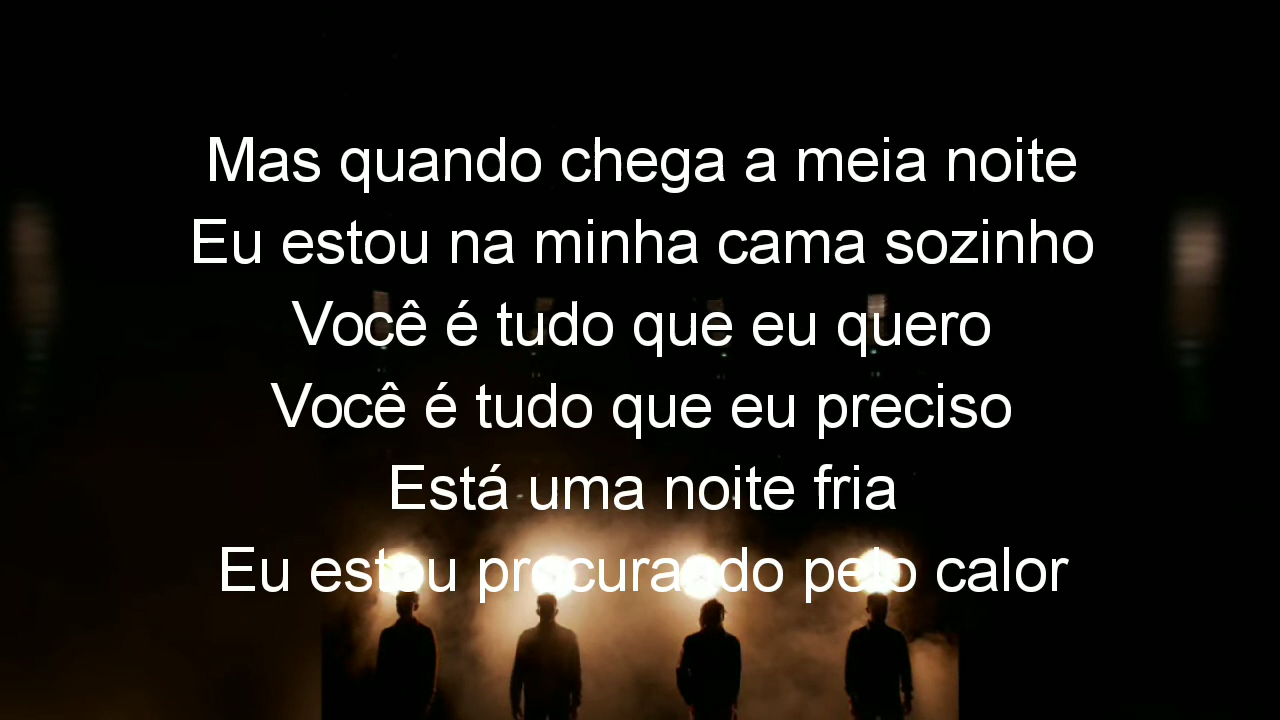 Mas quando chega a meia noite
Eu estou na minha cama sozinho
Você é tudo que eu quero
Você é tudo que eu preciso
Está uma noite fria
Eu estou procurando pelo calor